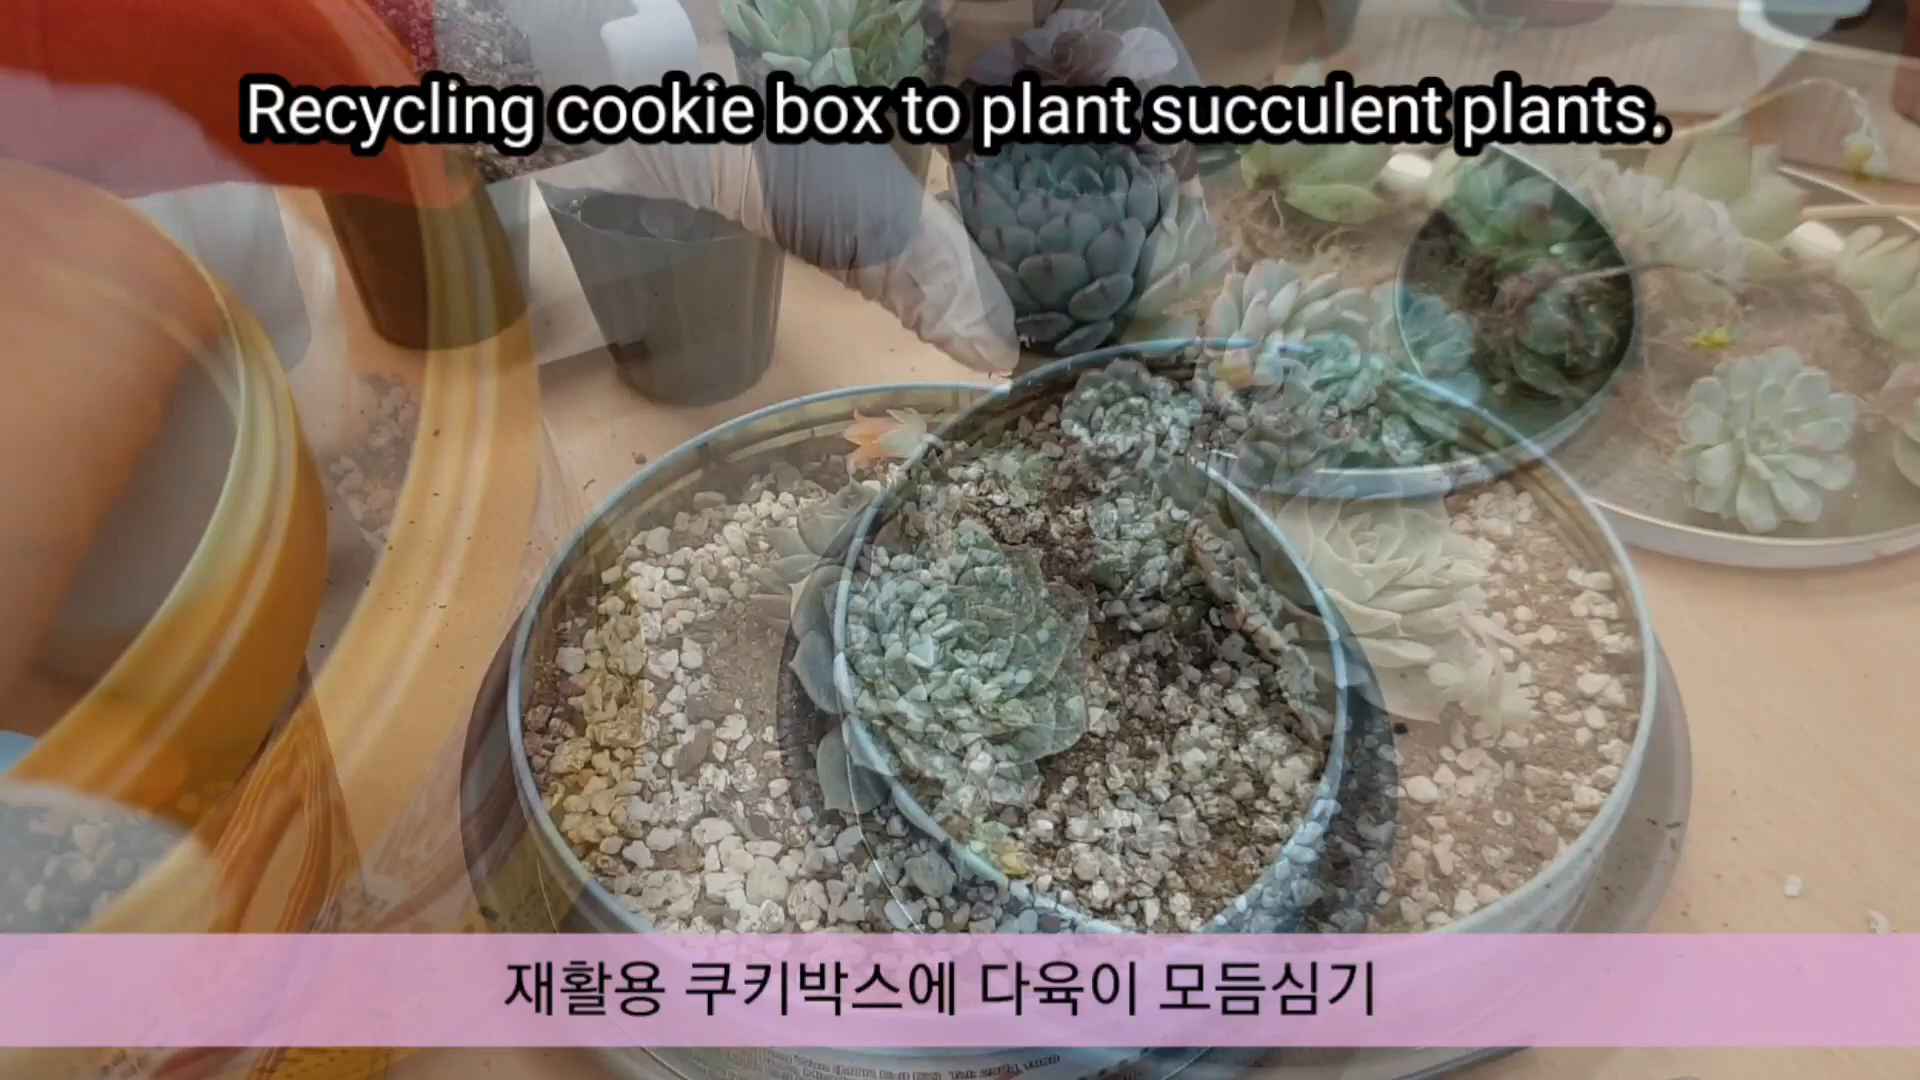 Recycling cookie box to plant succulent plants.
재활용 쿠키박스에 다육이 모듬심기